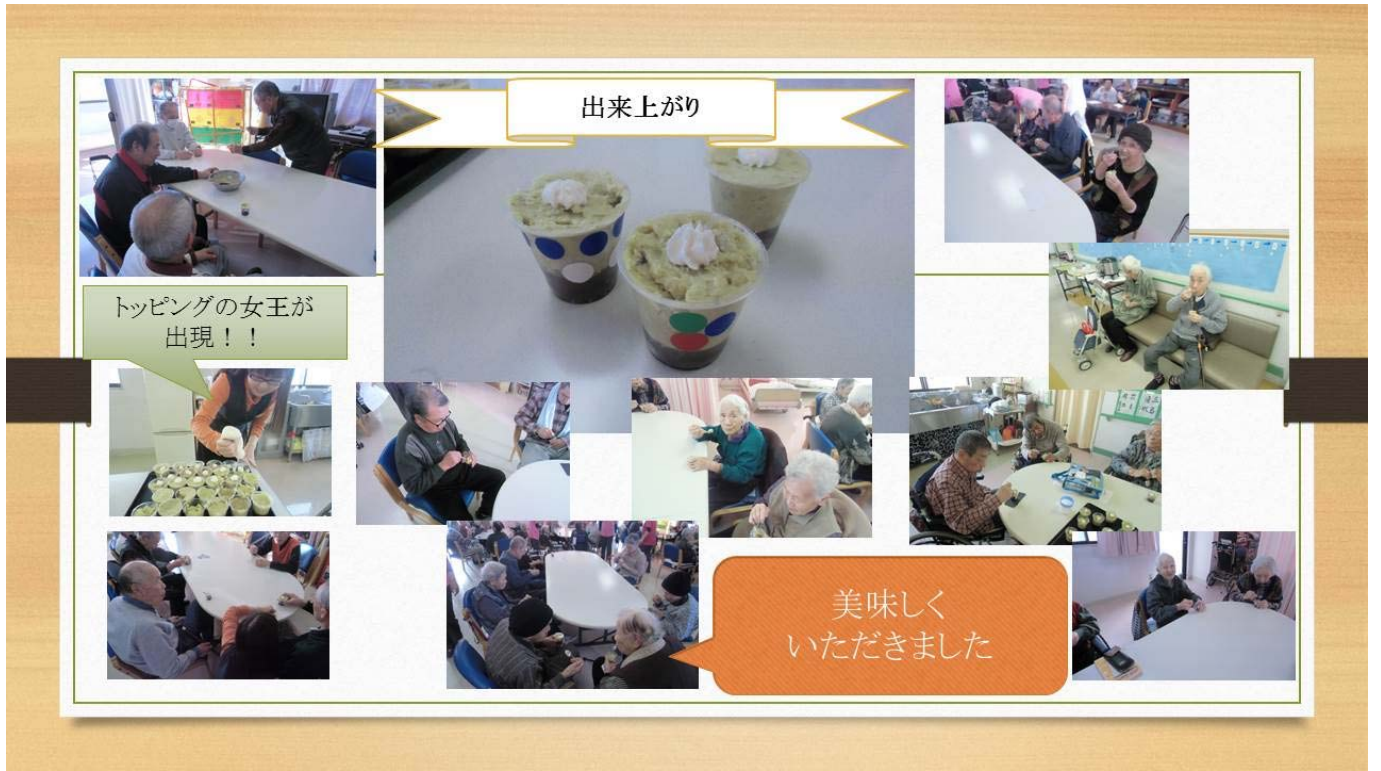 出来上がり
トッピングの女王が
出現！！
美味しく
いただきました